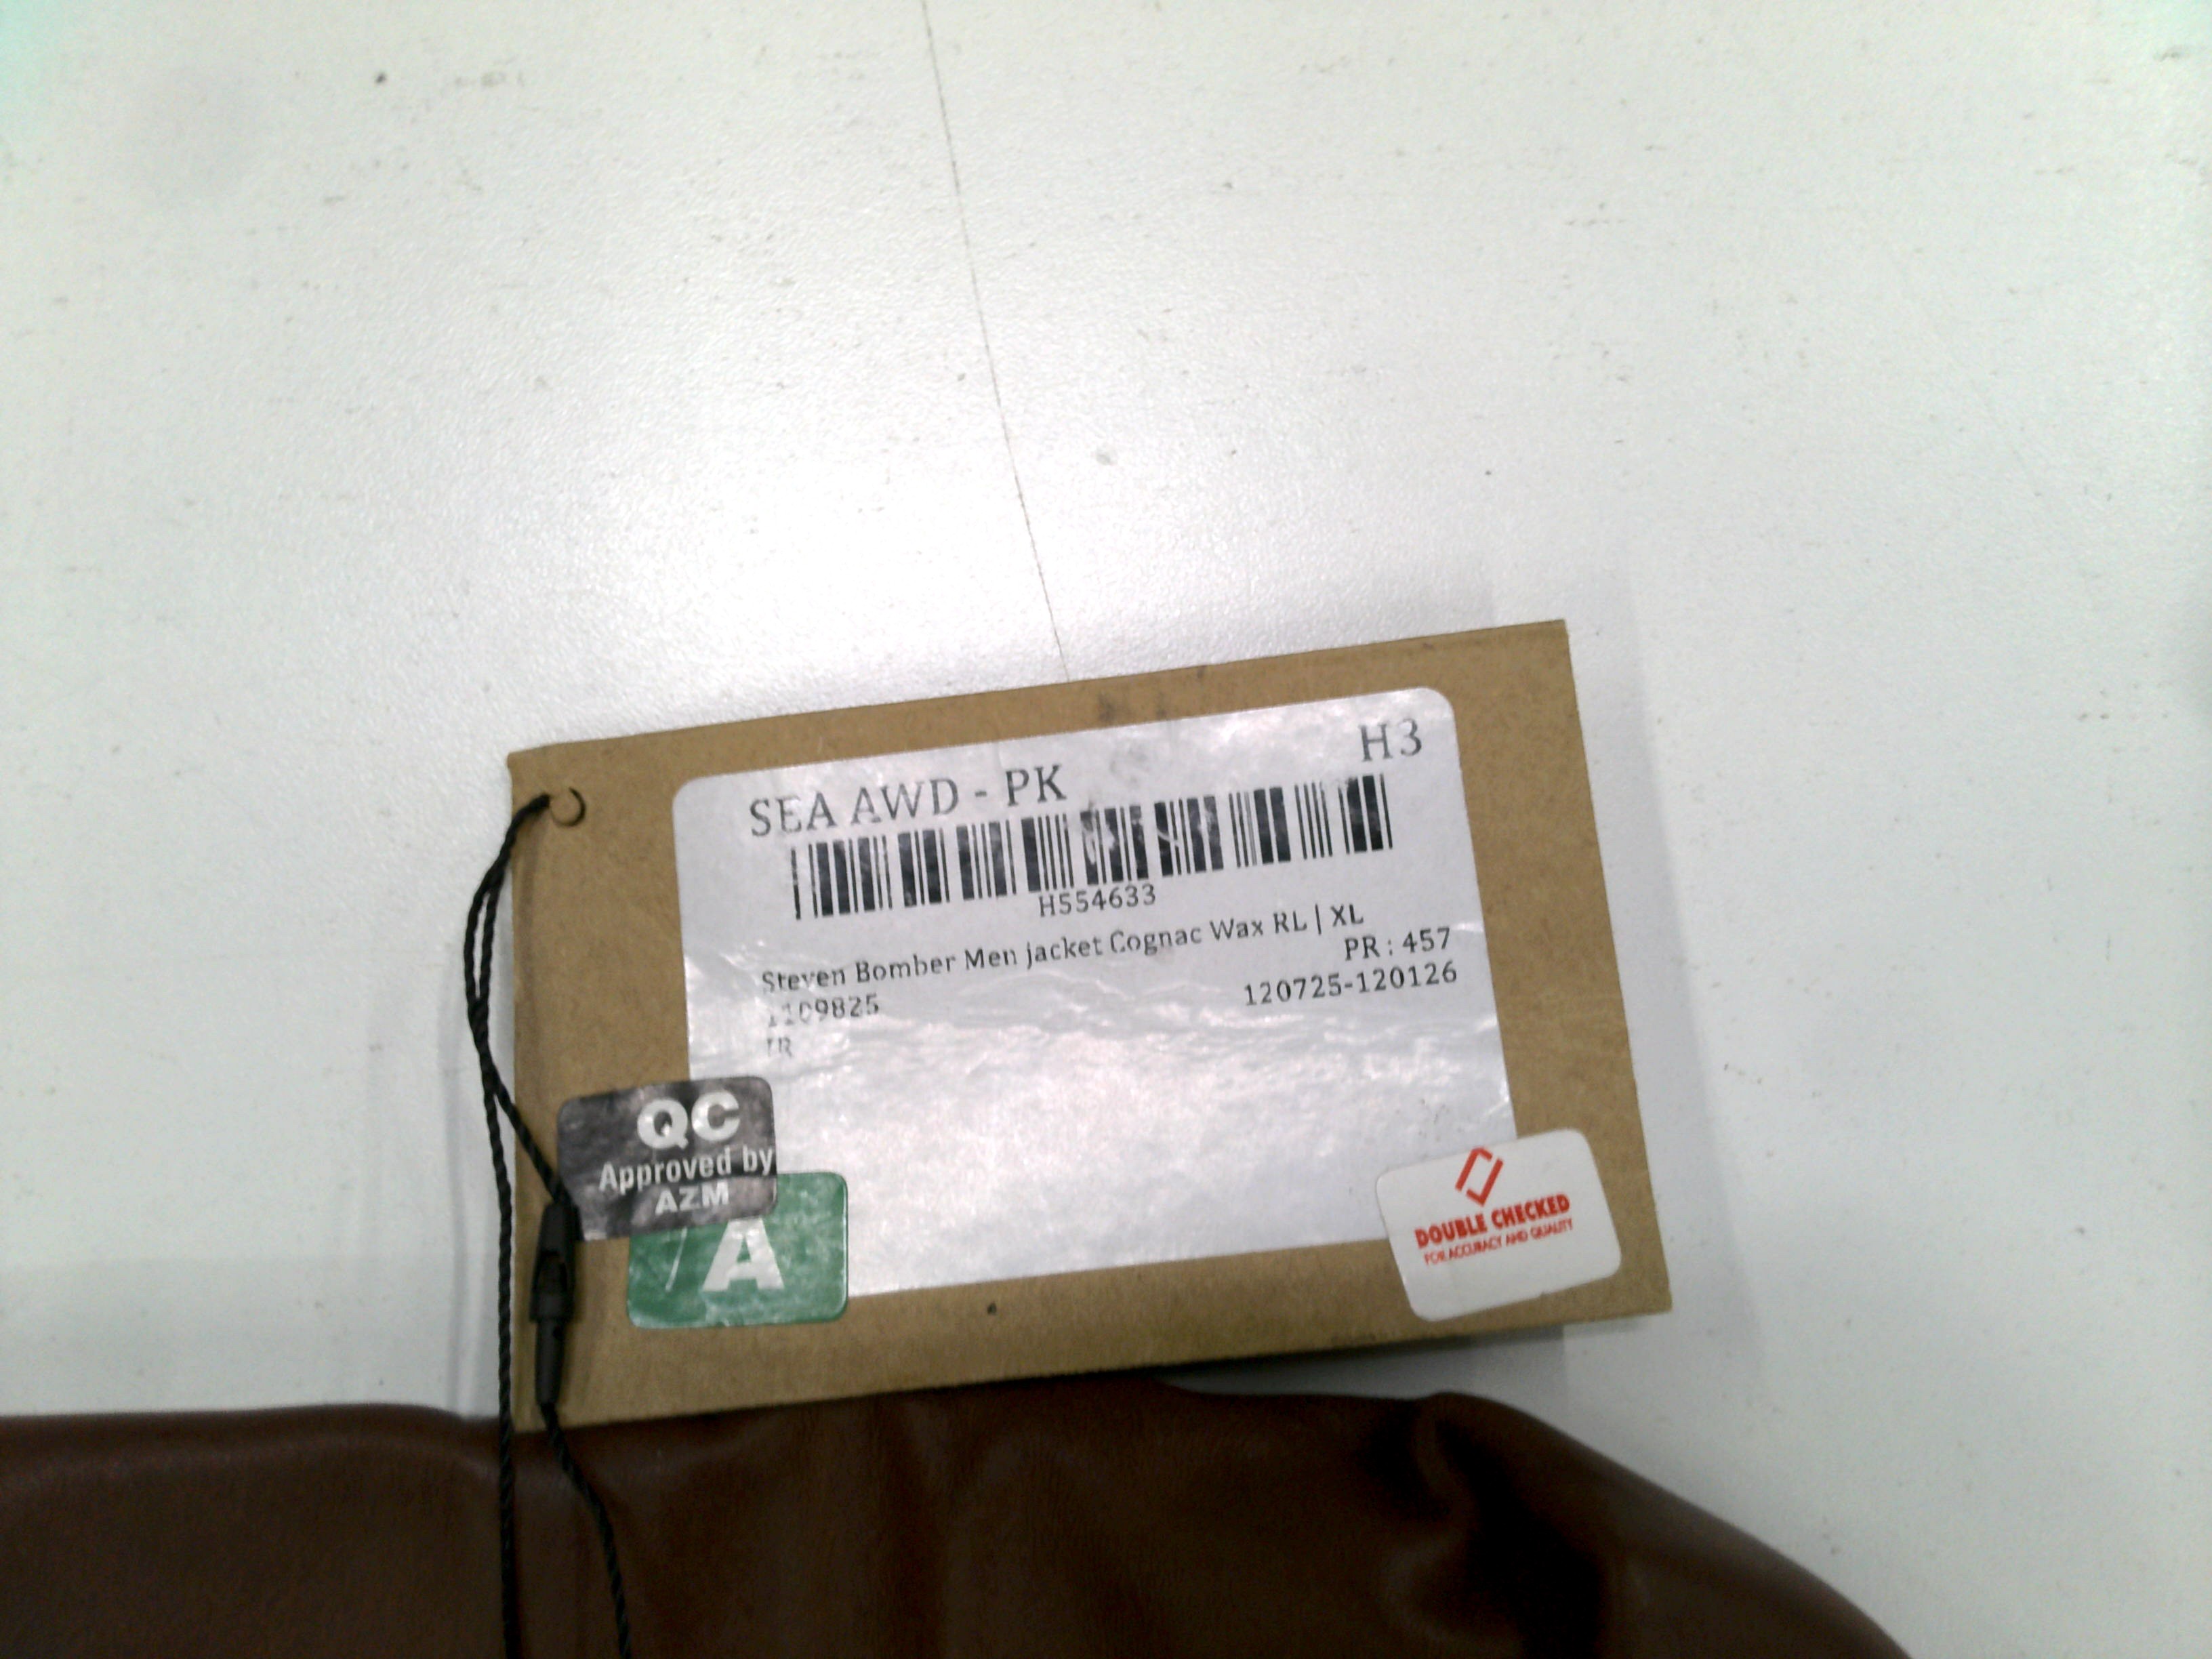 SEA AWD - PK
H3
H554633
Steven Bomber Men jacket Cognac Wax RL | XL
PR : 457
120725-120126
QC
Approved by
AZM
A
DOUBLE CHECKED
FOR ACCURACY AND QUALITY